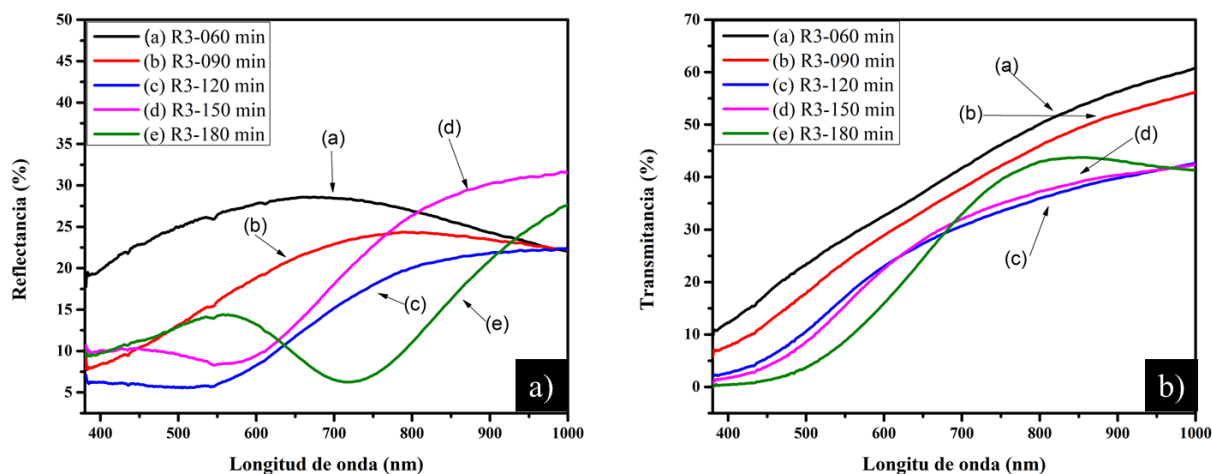 50
45
40
35
30
25
20
15
10
5
Reflectancia (%)
(a) R3-060 min
(b) R3-090 min
(c) R3-120 min
(d) R3-150 min
(e) R3-180 min
(a)
(b)
(c)
(d)
(e)
400 500 600 700 800 900 1000
Longitud de onda (nm)
a)
70
60
50
40
30
20
10
0
Transmitancia (%)
(a) R3-060 min
(b) R3-090 min
(c) R3-120 min
(d) R3-150 min
(e) R3-180 min
(a)
(b)
(d)
(c)
400 500 600 700 800 900 1000
Longitu de onda (nm)
b)